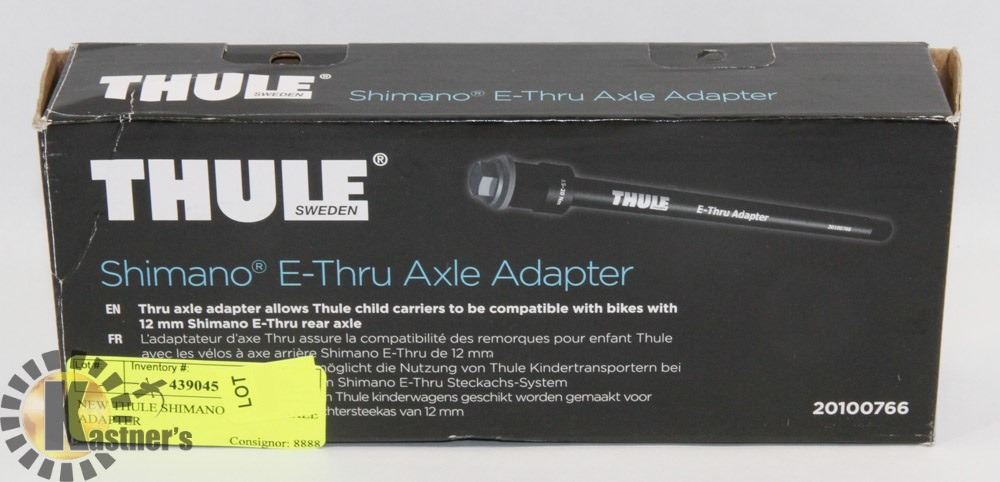 THULE®
SWEDEN
Shimano® E-Thru Axle Adapter
THULE®
SWEDEN
THULE E-Thru Adapter
20100766
Shimano® E-Thru Axle Adapter
EN Thru axle adapter allows Thule child carriers to be compatible with bikes with
12 mm Shimano E-Thru rear axle
FR L'adaptateur d'axe Thru assure la compatibilité des remorques pour enfant Thule
avec les vélos à axe arrière Shimano E-Thru de 12 mm
möglicht die Nutzung von Thule Kindertransportern bei
Shimano E-Thru Steckachs-System
Thule kinderwagens geschikt worden gemaakt voor
chtersteekas van 12 mm
20100766
Lot #: Inventory #:
439045
LOT
NEW THULE SHIMANO
ADAPTER
Consignor: 8888
Kastner's